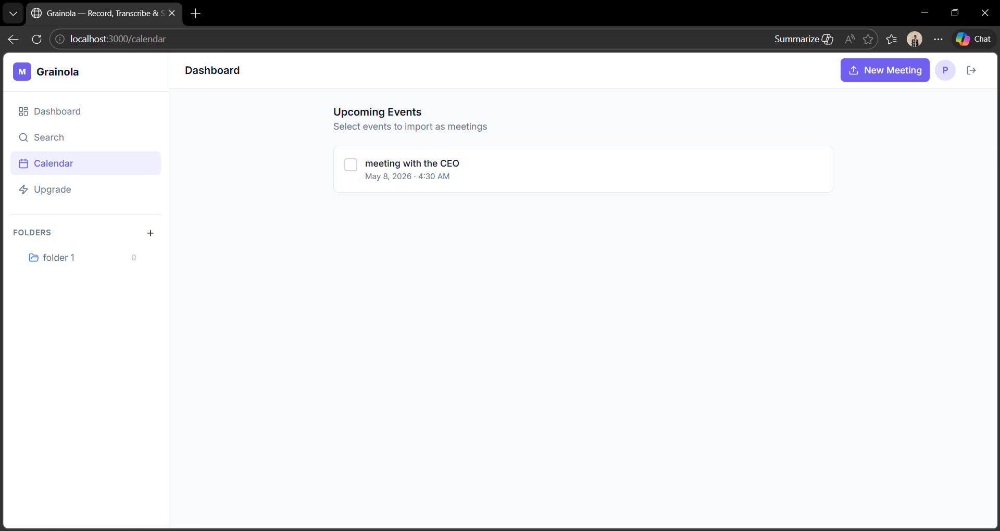 Grainola — Record, Transcribe &
localhost:3000/calendar
Summarize
Chat
M
Grainola
Dashboard
New Meeting
P
Dashboard
Search
Calendar
Upgrade
FOLDERS
folder 1
0
Upcoming Events
Select events to import as meetings
meeting with the CEO
May 8, 2026 · 4:30 AM